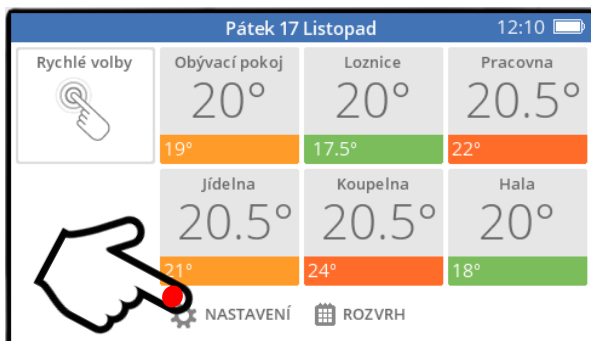 Pátek 17 Listopad 12:10
Rychlé volby
Obývací pokoj
20°
19°
Loznice
20°
17.5°
Pracovna
20.5°
22°
Jídelna
20.5°
21°
Koupelna
20.5°
24°
Hala
20°
18°
NASTAVENÍ
ROZVRH